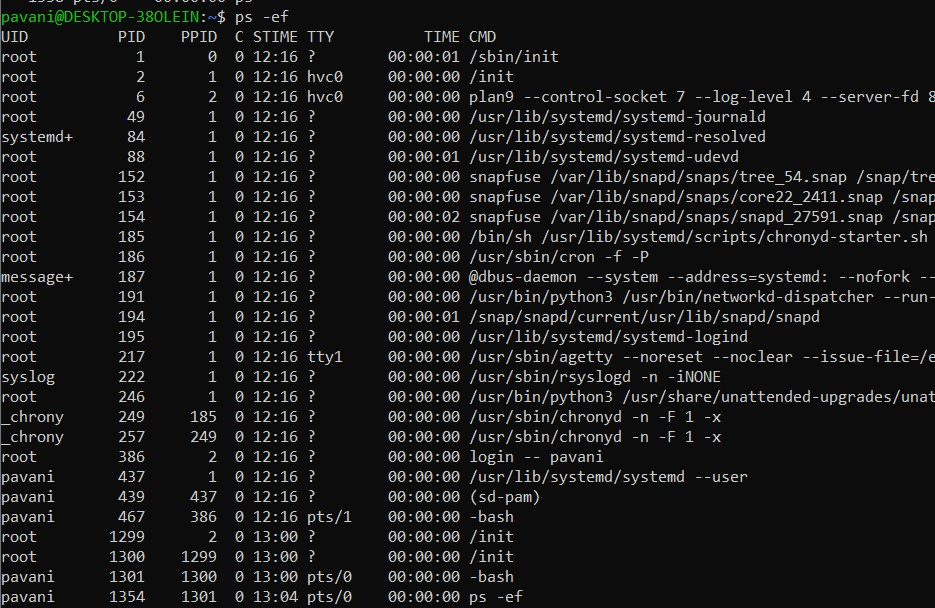 pavani@DESKTOP-38OLEIN:~$ ps -ef
UID PID PPID C STIME TTY TIME CMD
root 1 0 0 12:16 ? 00:00:01 /sbin/init
root 2 1 0 12:16 hvc0 00:00:00 /init
root 6 2 0 12:16 hvc0 00:00:00 plan9 --control-socket 7 --log-level 4 --server-fd 8
root 49 1 0 12:16 ? 00:00:00 /usr/lib/systemd/systemd-journald
systemd+ 84 1 0 12:16 ? 00:00:00 /usr/lib/systemd/systemd-resolved
root 88 1 0 12:16 ? 00:00:01 /usr/lib/systemd/systemd-udevd
root 152 1 0 12:16 ? 00:00:00 snapfuse /var/lib/snapd/snaps/tree_54.snap /snap/tre
root 153 1 0 12:16 ? 00:00:00 snapfuse /var/lib/snapd/snaps/core22_2411.snap /snap
root 154 1 0 12:16 ? 00:00:02 snapfuse /var/lib/snapd/snaps/snapd_27591.snap /snap
root 185 1 0 12:16 ? 00:00:00 /bin/sh /usr/lib/systemd/scripts/chronyd-starter.sh
root 186 1 0 12:16 ? 00:00:00 /usr/sbin/cron -f -P
message+ 187 1 0 12:16 ? 00:00:00 @dbus-daemon --system --address=systemd: --nofork --
root 191 1 0 12:16 ? 00:00:00 /usr/bin/python3 /usr/bin/networkd-dispatcher --run-
root 194 1 0 12:16 ? 00:00:01 /snap/snapd/current/usr/lib/snapd/snapd
root 195 1 0 12:16 ? 00:00:00 /usr/lib/systemd/systemd-logind
root 217 1 0 12:16 tty1 00:00:00 /usr/sbin/agetty --noreset --noclear --issue-file=/e
syslog 222 1 0 12:16 ? 00:00:00 /usr/sbin/rsyslogd -n -iNONE
root 246 1 0 12:16 ? 00:00:00 /usr/bin/python3 /usr/share/unattended-upgrades/unat
_chrony 249 185 0 12:16 ? 00:00:00 /usr/sbin/chronyd -n -F 1 -x
_chrony 257 249 0 12:16 ? 00:00:00 /usr/sbin/chronyd -n -F 1 -x
root 386 2 0 12:16 ? 00:00:00 login -- pavani
pavani 437 1 0 12:16 ? 00:00:00 /usr/lib/systemd/systemd --user
pavani 439 437 0 12:16 ? 00:00:00 (sd-pam)
pavani 467 386 0 12:16 pts/1 00:00:00 -bash
root 1299 2 0 13:00 ? 00:00:00 /init
root 1300 1299 0 13:00 ? 00:00:00 /init
pavani 1301 1300 0 13:00 pts/0 00:00:00 -bash
pavani 1354 1301 0 13:04 pts/0 00:00:00 ps -ef